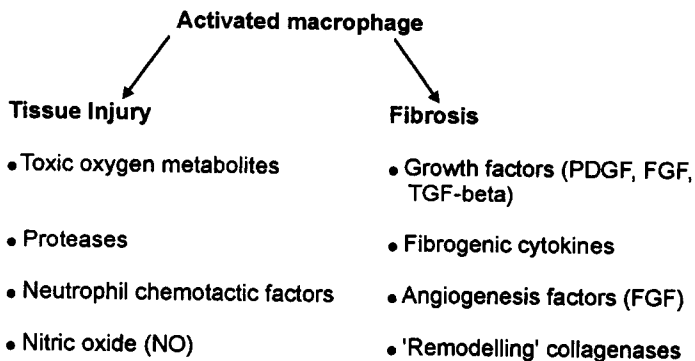 Activated macrophage
Tissue Injury
• Toxic oxygen metabolites
• Proteases
• Neutrophil chemotactic factors
• Nitric oxide (NO)
Fibrosis
• Growth factors (PDGF, FGF,
TGF-beta)
• Fibrogenic cytokines
• Angiogenesis factors (FGF)
• 'Remodelling' collagenases